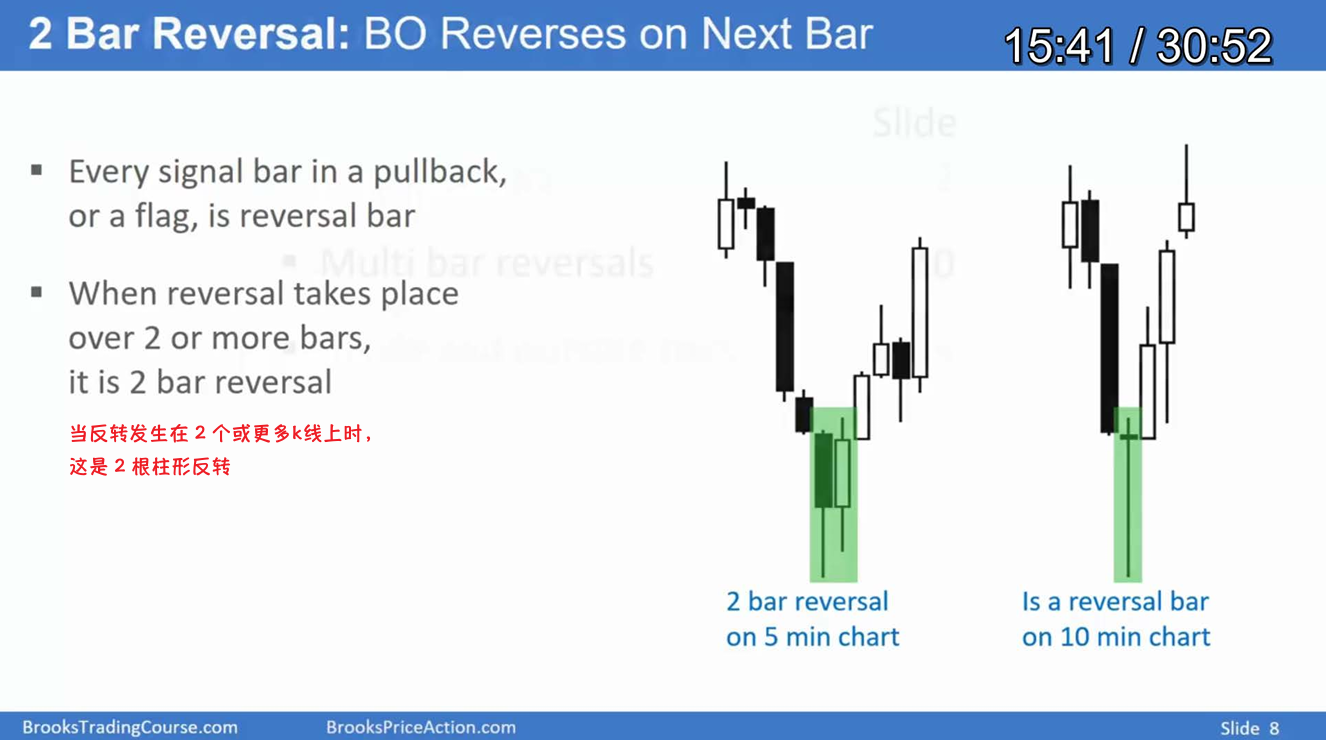 2 Bar Reversal: BO Reverses on Next Bar
15:41 / 30:52
Slide
▪ Every signal bar in a pullback,
or a flag, is reversal bar
▪ Multi bar reversals
▪ When reversal takes place
over 2 or more bars,
it is 2 bar reversal
当反转发生在2个或更多k线上时，
这是2根柱形反转
2 bar reversal
on 5 min chart
Is a reversal bar
on 10 min chart
BrooksTradingCourse.com
BrooksPriceAction.com
Slide 8